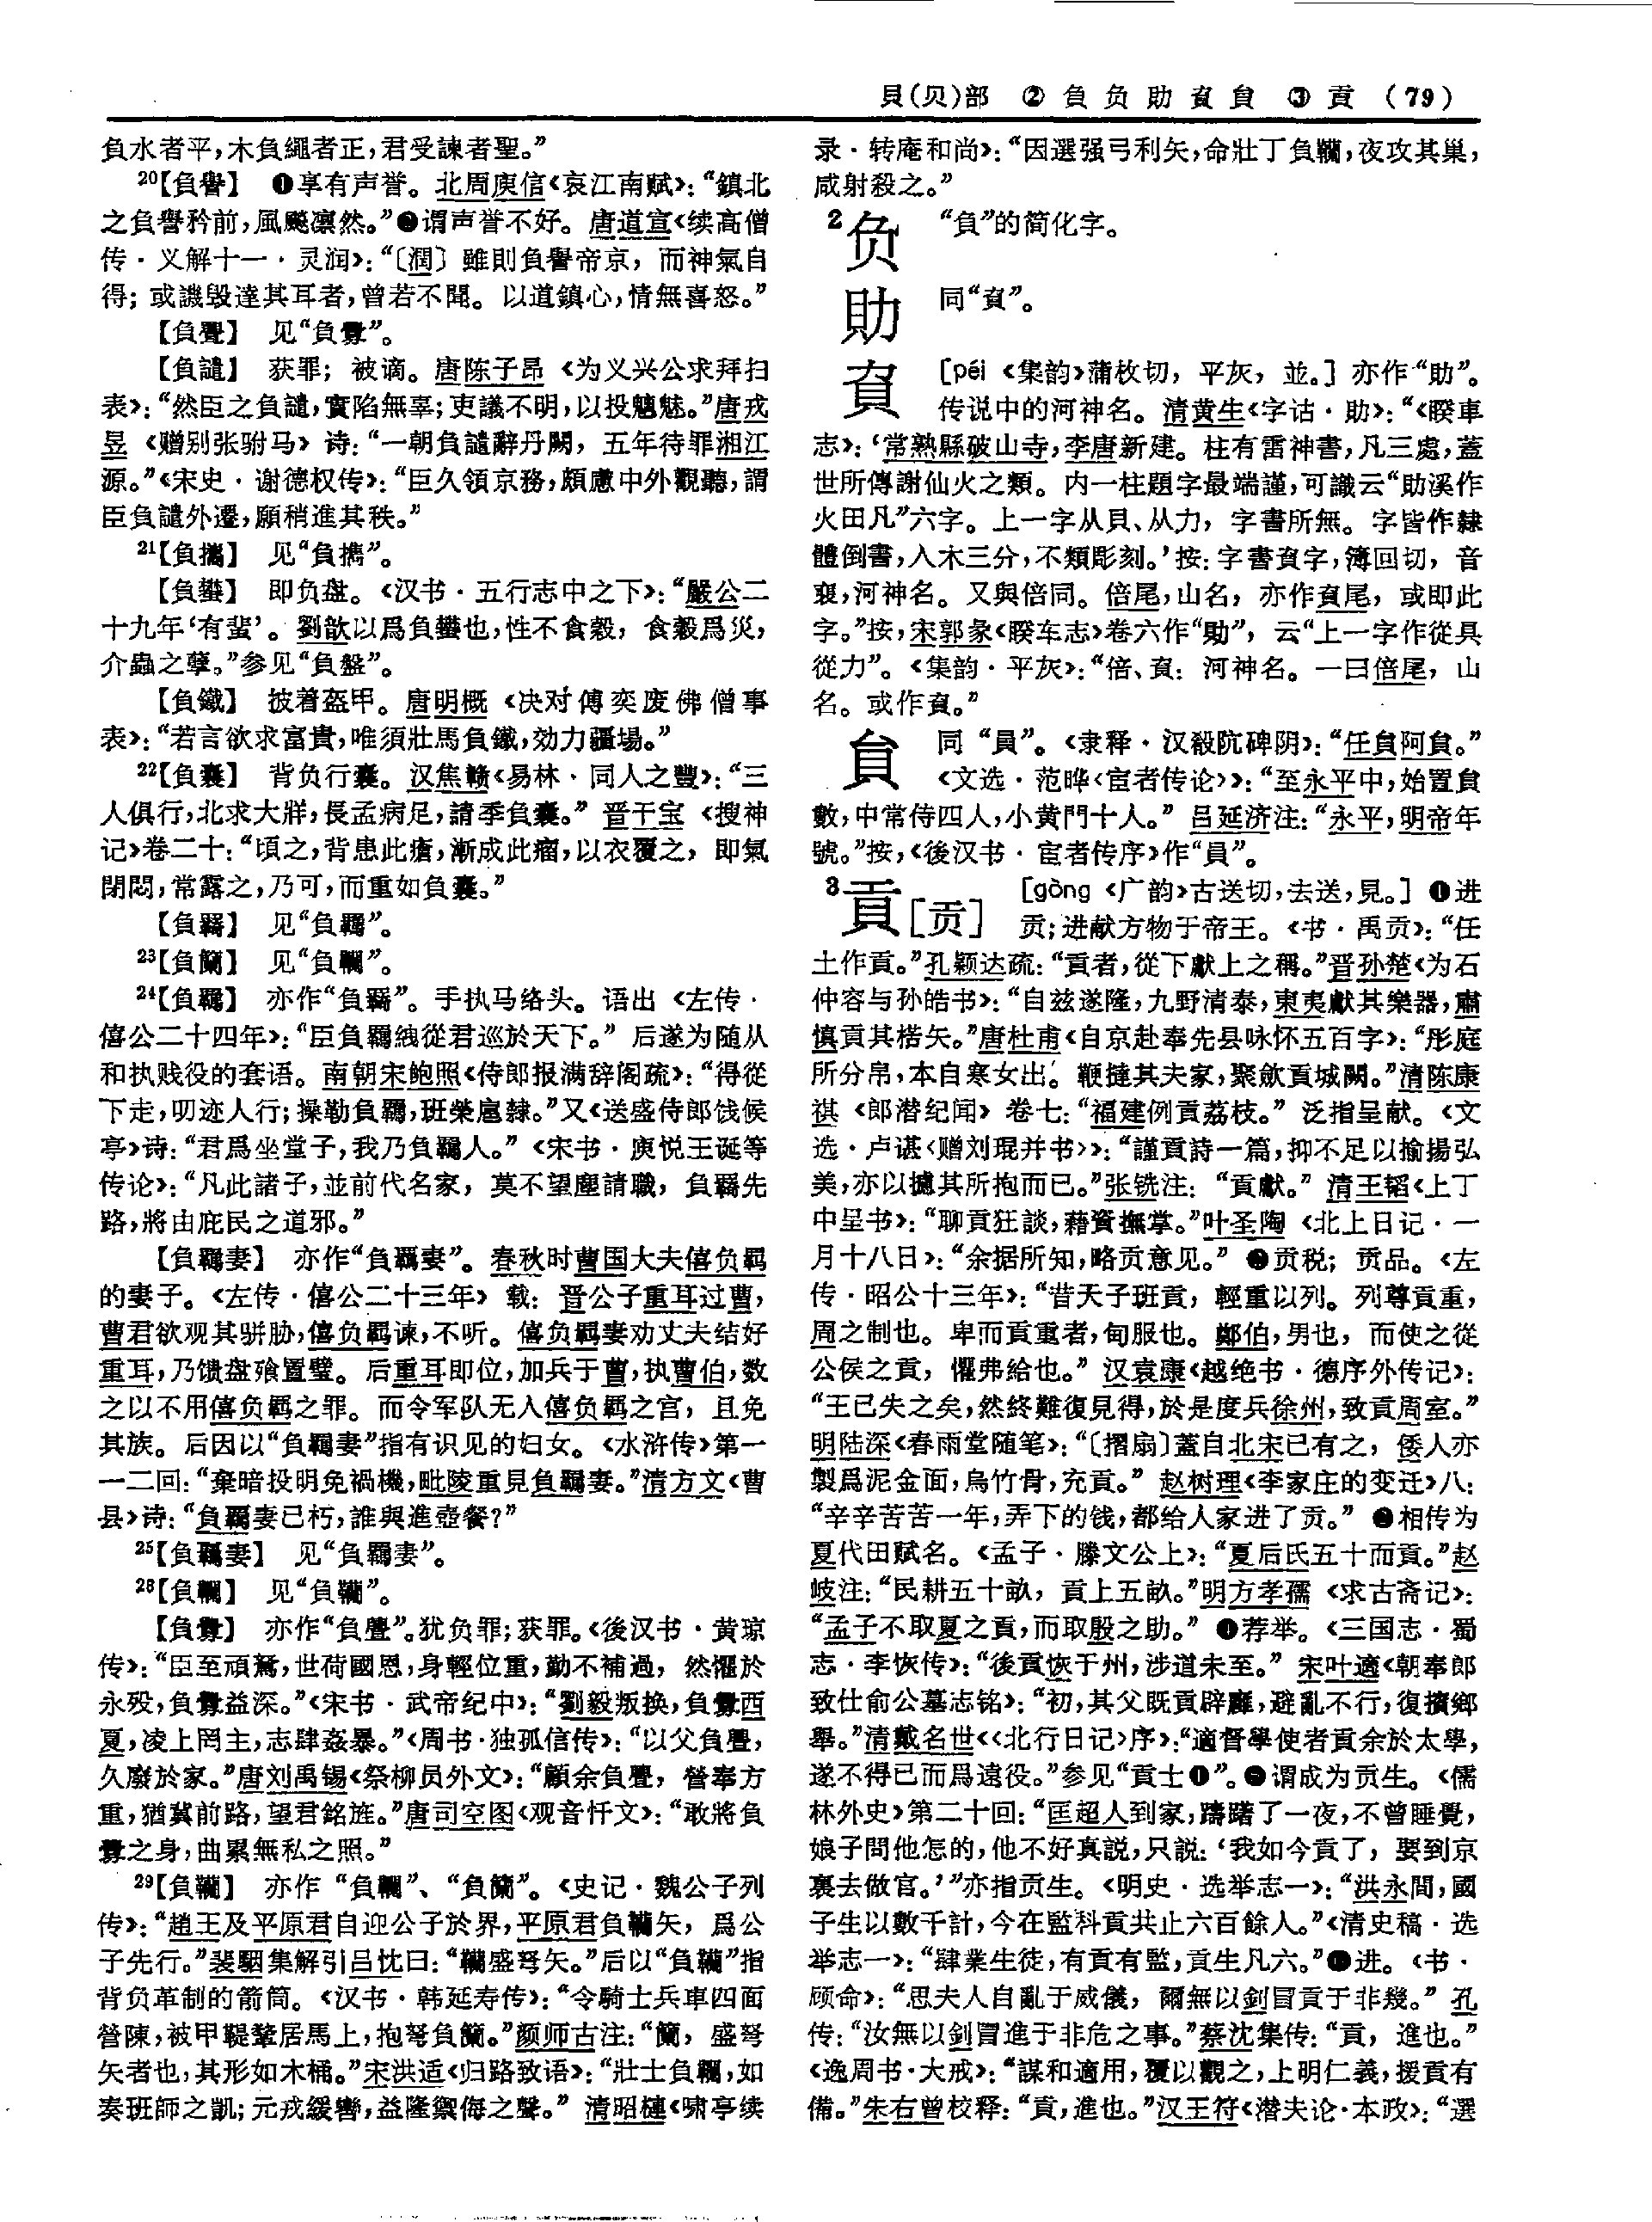 貝(贝)部 ② 負 负 財 貣 貟 ③ 貢 (79)
負水者平,木負繩者正,君受諫者聖。”
20【負譽】 ❶享有声誉。北周庾信《哀江南赋》:“鎮北
之負譽矜前,風飈凛然。”❷谓声誉不好。唐道宣《续高僧
传·义解十一·灵润》:“〔潤〕雖則負譽帝京,而神氣自
得;或譏毁達其耳者,曾若不聞。以道鎮心,情無喜怒。”
【負亹】 见“負釁”。
【負譴】 获罪;被谪。唐陈子昂《为义兴公求拜扫
表》:“然臣之負譴,實陷無辜;吏議不明,以投魑魅。”唐戎
昱《赠别张驸马》诗:“一朝負譴辭丹闕,五年待罪湘江
源。”《宋史·谢德权传》:“臣久領京務,頗慮中外觀聽,謂
臣負譴外遷,願稍進其秩。”
21【負攜】 见“負擕”。
【負蠜】 即负盘。《汉书·五行志中之下》:“嚴公二
十九年‘有蜚’。劉歆以爲負蠜也,性不食穀,食穀爲災,
介蟲之孽。”参见“負盤”。
【負鐵】 披着盔甲。唐明概《决对傅奕废佛僧事
表》:“若言欲求富貴,唯須壯馬負鐵,効力疆場。”
22【負囊】 背负行囊。汉焦赣《易林·同人之豐》:“三
人俱行,北求大牂,長孟病足,請季負囊。”晋干宝《搜神
记》卷二十:“頃之,背患此瘡,漸成此瘤,以衣覆之,即氣
閉悶,常露之,乃可,而重如負囊。”
【負羇】 见“負羈”。
23【負籣】 见“負韊”。
24【負羈】 亦作“負羇”。手执马络头。语出《左传·
僖公二十四年》:“臣負羈絏從君巡於天下。”后遂为随从
和执贱役的套语。南朝宋鲍照《侍郎报满辞阁疏》:“得從
下走,叨迹人行;操勒負羈,班榮扈隸。”又《送盛侍郎饯候
亭》诗:“君爲坐堂子,我乃負羈人。”《宋书·庾悦王诞等
传论》:“凡此諸子,並前代名家,莫不望塵請職,負羇先
路,將由庇民之道邪。”
【負羈妻】 亦作“負覊妻”。春秋时曹国大夫僖负羁
的妻子。《左传·僖公二十三年》载:晋公子重耳过曹,
曹君欲观其骈胁,僖负羁谏,不听。僖负羁妻劝丈夫结好
重耳,乃馈盘飱置璧。后重耳即位,加兵于曹,执曹伯,数
之以不用僖负羁之罪。而令军队无入僖负羁之宫,且免
其族。后因以“負羈妻”指有识见的妇女。《水浒传》第一
一二回:“棄暗投明免禍機,毗陵重見負羈妻。”清方文《曹
县》诗:“負覊妻已朽,誰與進壺餐?”
25【負覊妻】 见“負羈妻”。
28【負韊】 见“負韊”。
【負釁】 亦作“負亹”。犹负罪;获罪。《後汉书·黄琼
传》:“臣至頑駑,世荷國恩,身輕位重,勤不補過,然懼於
永殁,負釁益深。”《宋书·武帝纪中》:“劉毅叛换,負釁西
夏,凌上罔主,志肆姦暴。”《周书·独孤信传》:“以父負亹,
久廢於家。”唐刘禹锡《祭柳员外文》:“顧余負亹,營奉方
重,猶冀前路,望君銘旌。”唐司空图《观音忏文》:“敢將負
釁之身,曲累無私之照。”
29【負韊】 亦作“負韊”、“負籣”。《史记·魏公子列
传》:“趙王及平原君自迎公子於界,平原君負韊矢,爲公
子先行。”裴駰集解引吕忱曰:“韊盛弩矢。”后以“負韊”指
背负革制的箭筒。《汉书·韩延寿传》:“令騎士兵車四面
營陳,被甲鞮鞪居馬上,抱弩負籣。”颜师古注:“籣,盛弩
矢者也,其形如木桶。”宋洪适《归路致语》:“壯士負韊,如
奏班師之凱;元戎緩轡,益隆禦侮之聲。”清昭槤《啸亭续
录·转庵和尚》:“因選强弓利矢,命壯丁負韊,夜攻其巢,
咸射殺之。”
2负 “負”的简化字。
財 同“貣”。
貣 [péi《集韵》蒲枚切,平灰,並。]亦作“財”。
传说中的河神名。清黄生《字诂·財》:“《睽車
志》:‘常熟縣破山寺,李唐新建。柱有雷神書,凡三處,蓋
世所傳謝仙火之類。内一柱題字最端謹,可識云“財溪作
火田凡”六字。上一字从貝、从力,字書所無。字皆作隸
體倒書,入木三分,不類彫刻。’按:字書貣字,簿回切,音
裴,河神名。又與倍同。倍尾,山名,亦作貣尾,或即此
字。”按,宋郭彖《睽车志》卷六作“財”,云“上一字作從具
從力”。《集韵·平灰》:“倍、貣:河神名。一曰倍尾,山
名。或作貣。”
貟 同“員”。《隶释·汉殽阬碑阴》:“任貟阿貟。”
《文选·范晔〈宦者传论〉》:“至永平中,始置貟
數,中常侍四人,小黄門十人。”吕延济注:“永平,明帝年
號。”按,《後汉书·宦者传序》作“員”。
3貢[贡] [gòng《广韵》古送切,去送,見。] ❶进
贡;进献方物于帝王。《书·禹贡》:“任
土作貢。”孔颖达疏:“貢者,從下獻上之稱。”晋孙楚《为石
仲容与孙皓书》:“自兹遂隆,九野清泰,東夷獻其樂器,肅
慎貢其楛矢。”唐杜甫《自京赴奉先县咏怀五百字》:“彤庭
所分帛,本自寒女出。鞭撻其夫家,聚歛貢城闕。”清陈康
祺《郎潜纪闻》卷七:“福建例貢荔枝。”泛指呈献。《文
选·卢谌〈赠刘琨并书〉》:“謹貢詩一篇,抑不足以揄揚弘
美,亦以攄其所抱而已。”张铣注:“貢獻。”清王韬《上丁
中呈书》:“聊貢狂談,藉資撫掌。”叶圣陶《北上日记·一
月十八日》:“余据所知,略贡意见。” ❷贡税;贡品。《左
传·昭公十三年》:“昔天子班貢,輕重以列。列尊貢重,
周之制也。卑而貢重者,甸服也。鄭伯,男也,而使之從
公侯之貢,懼弗給也。”汉袁康《越绝书·德序外传记》:
“王已失之矣,然終難復見得,於是度兵徐州,致貢周室。”
明陆深《春雨堂随笔》:“〔摺扇〕蓋自北宋已有之,倭人亦
製爲泥金面,烏竹骨,充貢。”赵树理《李家庄的变迁》八:
“辛辛苦苦一年,弄下的钱,都给人家进了贡。” ❸相传为
夏代田赋名。《孟子·滕文公上》:“夏后氏五十而貢。”赵
岐注:“民耕五十畝,貢上五畝。”明方孝孺《求古斋记》:
“孟子不取夏之貢,而取殷之助。” ❹荐举。《三国志·蜀
志·李恢传》:“後貢恢于州,涉道未至。”宋叶適《朝奉郎
致仕俞公墓志铭》:“初,其父既貢辟廱,避亂不行,復擯鄉
舉。”清戴名世《〈北行日记〉序》:“適督學使者貢余於太學,
遂不得已而爲遠役。”参见“貢士❶”。❺谓成为贡生。《儒
林外史》第二十回:“匡超人到家,躊躇了一夜,不曾睡覺,
娘子問他怎的,他不好真説,只説:‘我如今貢了,要到京
裏去做官。’”亦指贡生。《明史·选举志一》:“洪永間,國
子生以數千計,今在監科貢共止六百餘人。”《清史稿·选
举志一》:“肄業生徒,有貢有監,貢生凡六。”❻进。《书·
顾命》:“思夫人自亂于威儀,爾無以釗冒貢于非幾。”孔
传:“汝無以釗冒進于非危之事。”蔡沈集传:“貢,進也。”
《逸周书·大戒》:“謀和適用,覆以觀之,上明仁義,援貢有
備。”朱右曾校释:“貢,進也。”汉王符《潜夫论·本政》:“選